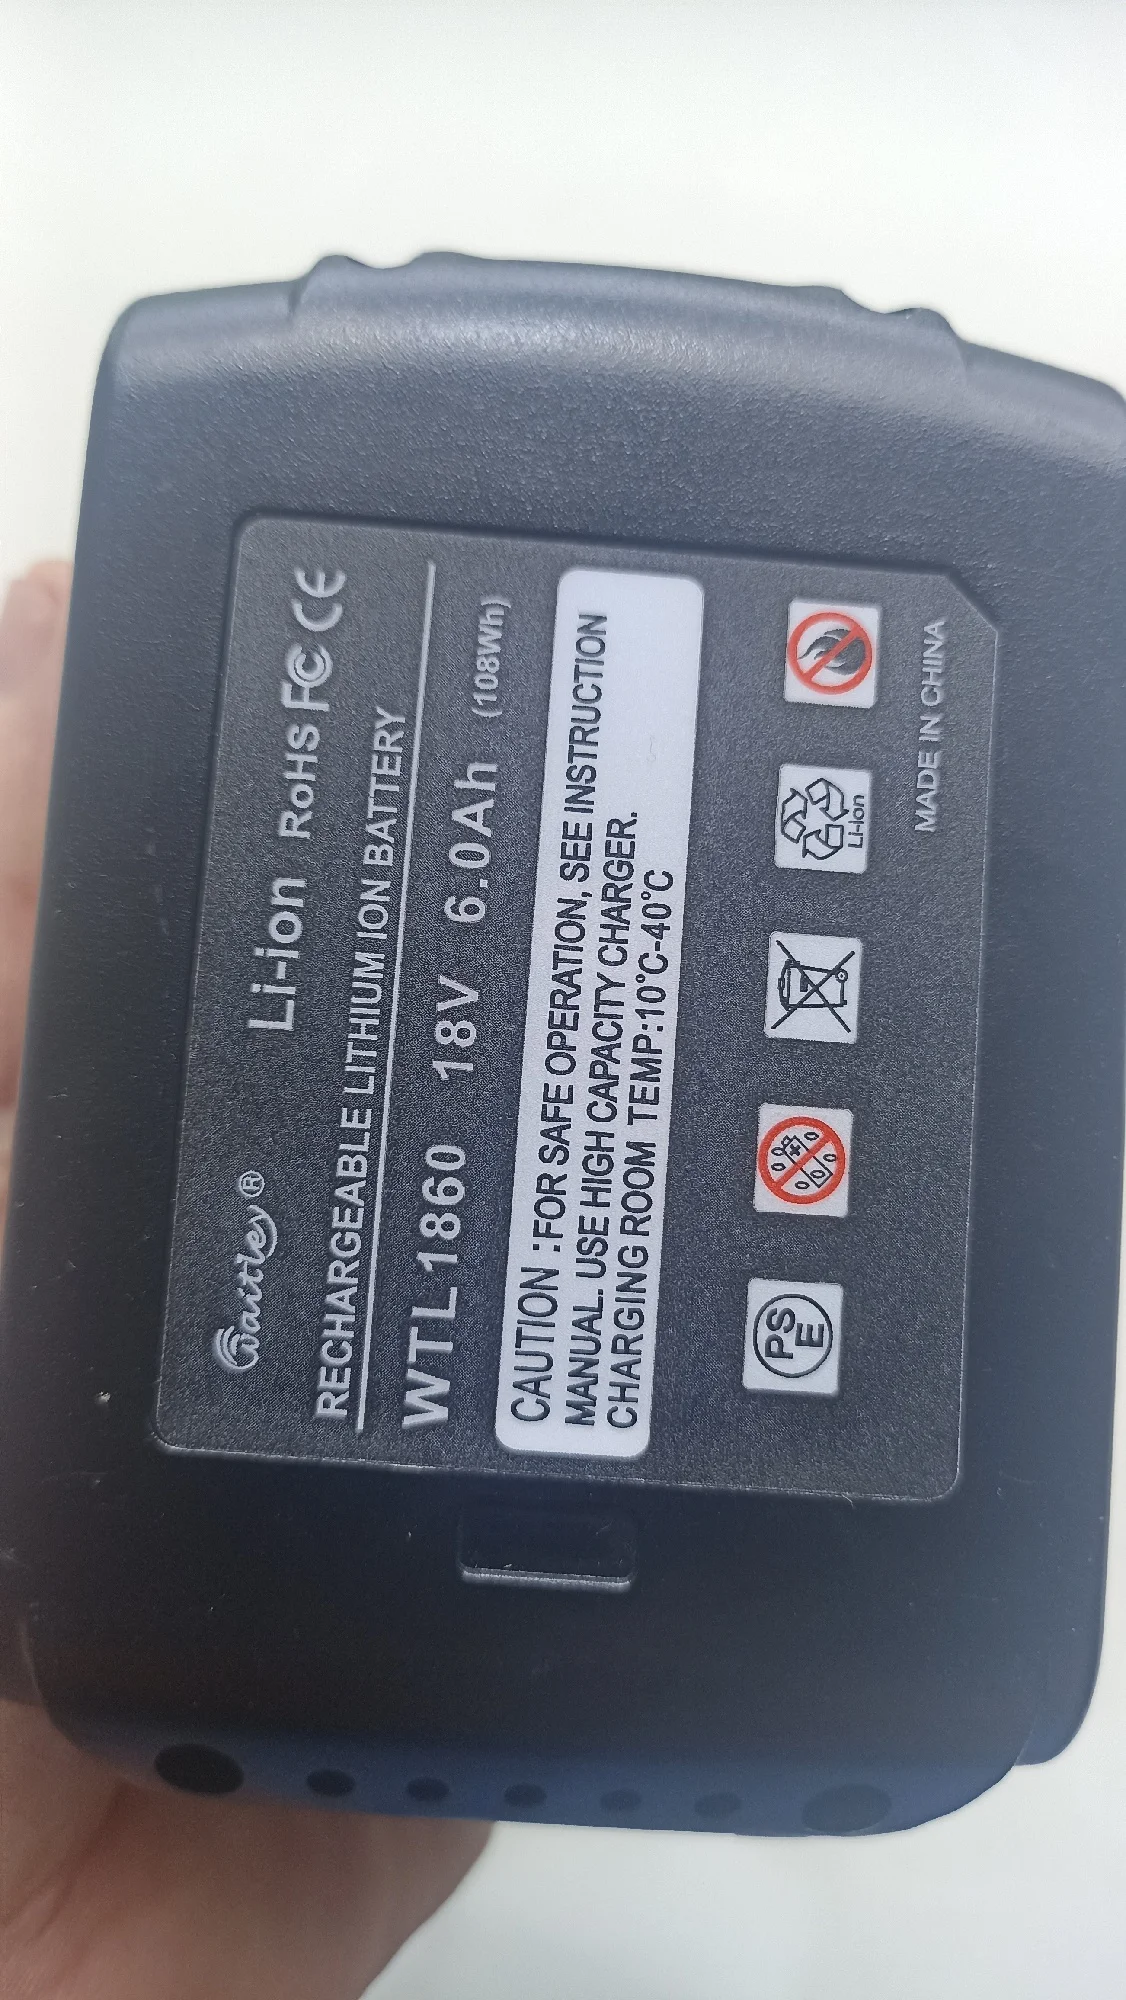 Waitley® Li-ion RoHS FC CE
RECHARGEABLE LITHIUM ION BATTERY
WTL1860 18V 6.0Ah (108Wh)
CAUTION :FOR SAFE OPERATION, SEE INSTRUCTION
MANUAL. USE HIGH CAPACITY CHARGER.
CHARGING ROOM TEMP:10°C-40°C
PSE
Li-ion
MADE IN CHINA